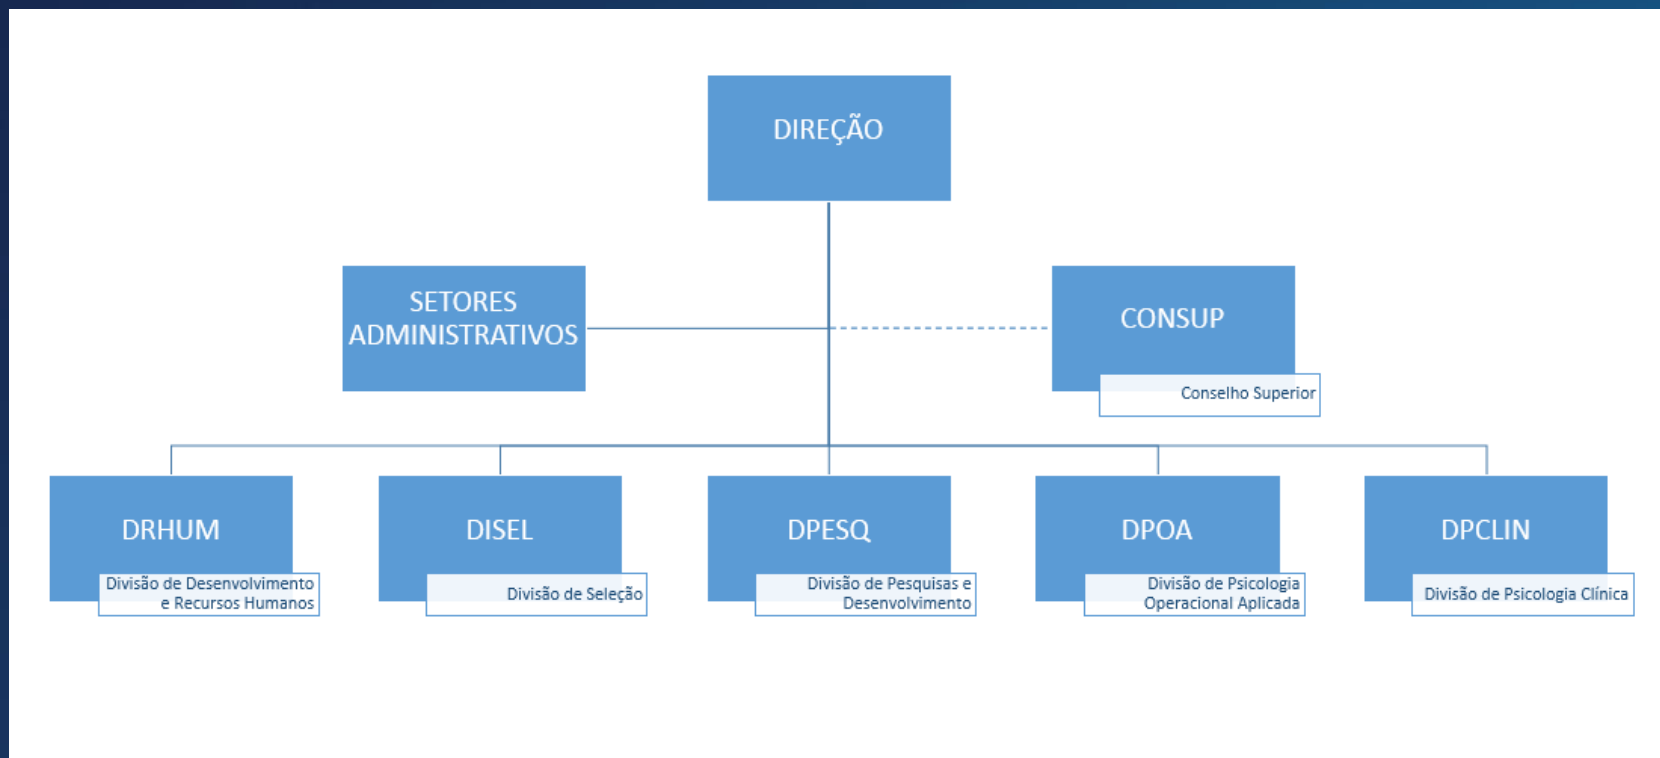 DIREÇÃO
SETORES
ADMINISTRATIVOS
CONSUP
Conselho Superior
DRHUM
Divisão de Desenvolvimento
e Recursos Humanos
DISEL
Divisão de Seleção
DPESQ
Divisão de Pesquisas e
Desenvolvimento
DPOA
Divisão de Psicologia
Operacional Aplicada
DPCLIN
Divisão de Psicologia Clínica